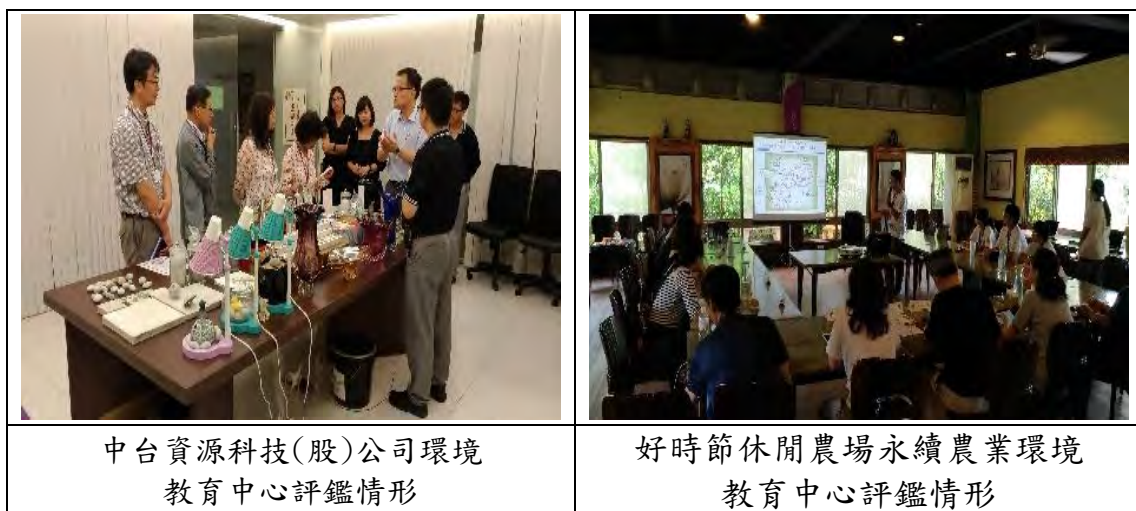 中台資源科技(股)公司環境
教育中心評鑑情形
好時節休閒農場永續農業環境
教育中心評鑑情形